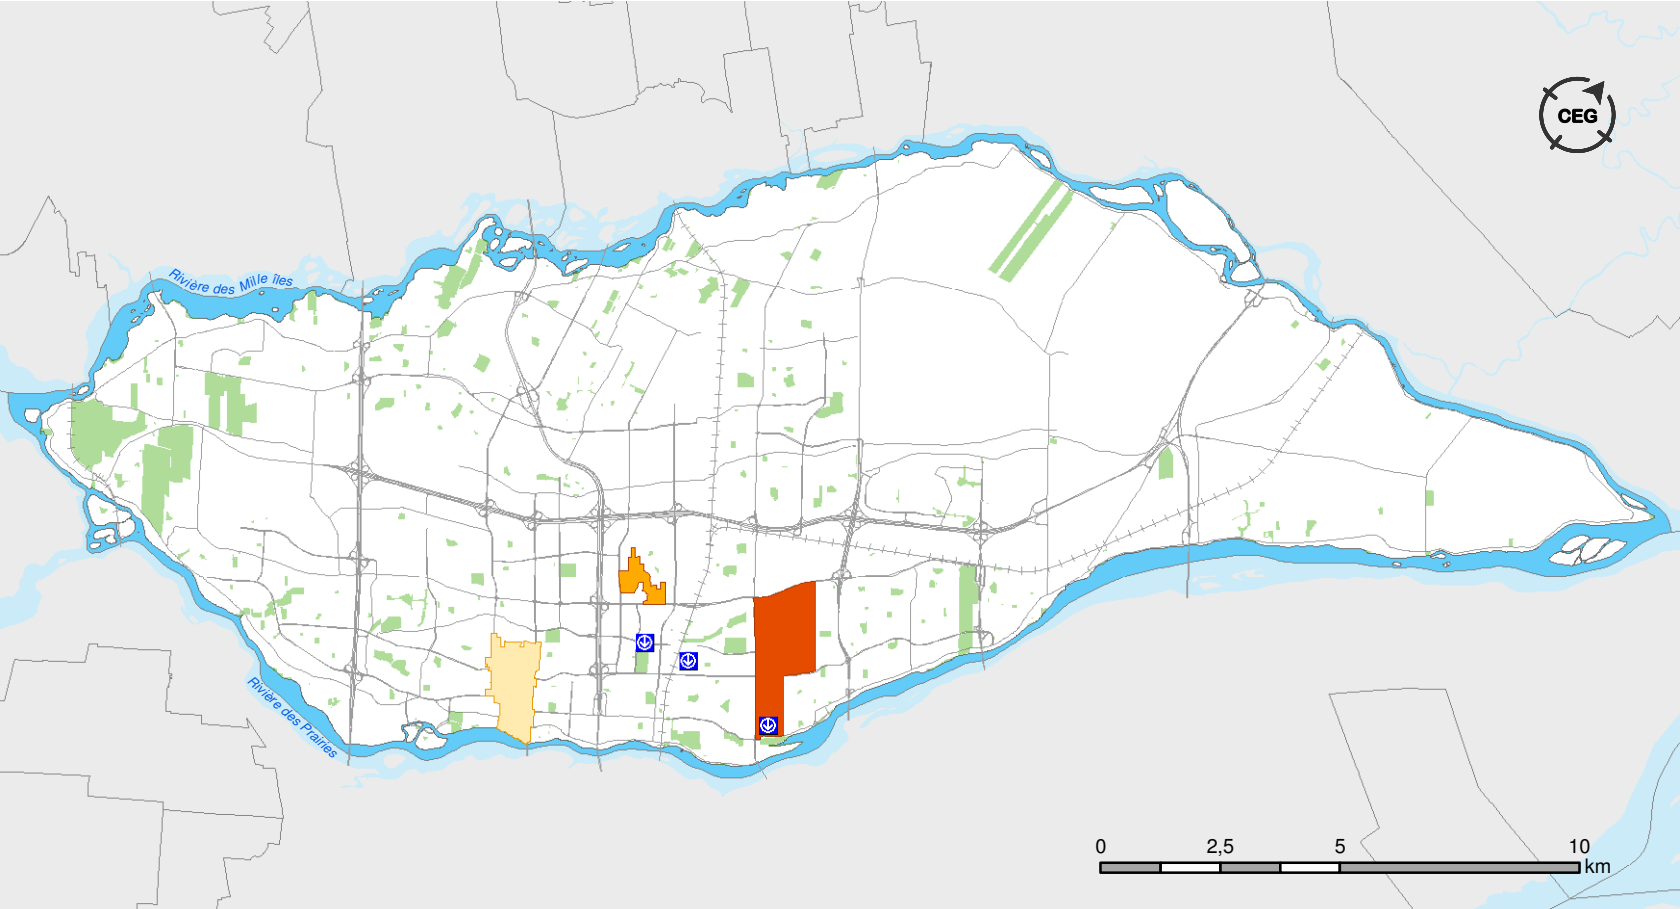 CEG
Rivière des Mille îles
Rivière des Prairies
0 2,5 5 10
km